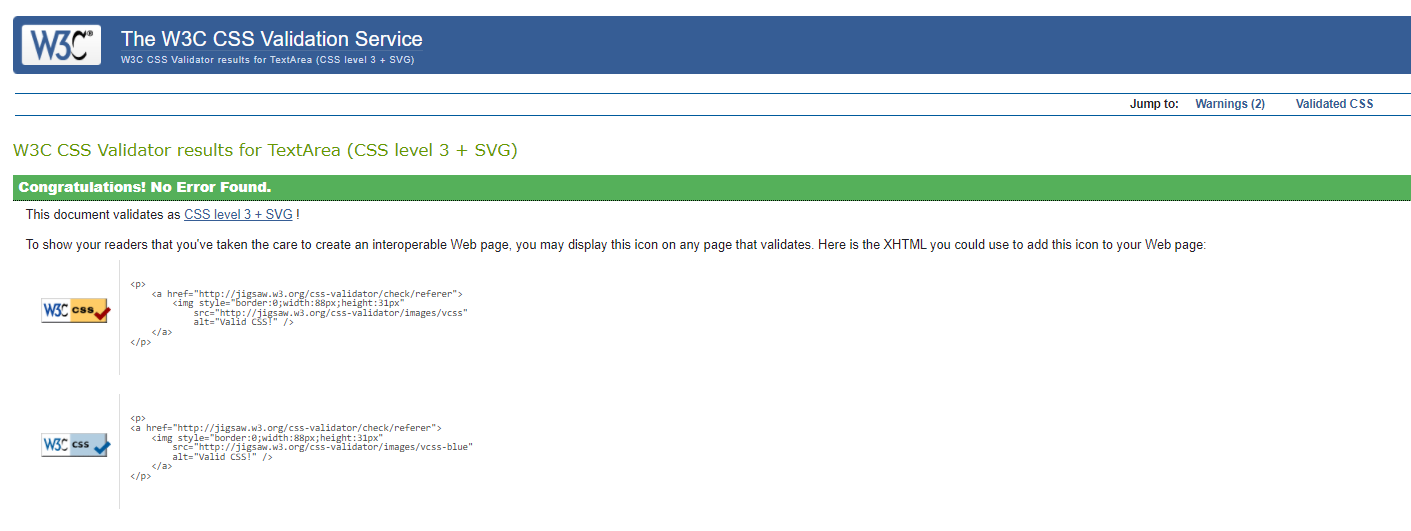 W3C®
The W3C CSS Validation Service
W3C CSS Validator results for TextArea (CSS level 3 + SVG)
Jump to: Warnings (2) Validated CSS
W3C CSS Validator results for TextArea (CSS level 3 + SVG)
Congratulations! No Error Found.
This document validates as CSS level 3 + SVG !
To show your readers that you've taken the care to create an interoperable Web page, you may display this icon on any page that validates. Here is the XHTML you could use to add this icon to your Web page:
W3C css
<p>
<a href="http://jigsaw.w3.org/css-validator/check/referer">
<img style="border:0;width:88px;height:31px"
src="http://jigsaw.w3.org/css-validator/images/vcss"
alt="Valid CSS!" />
</a>
</p>
W3C css
<p>
<a href="http://jigsaw.w3.org/css-validator/check/referer">
<img style="border:0;width:88px;height:31px"
src="http://jigsaw.w3.org/css-validator/images/vcss-blue"
alt="Valid CSS!" />
</a>
</p>